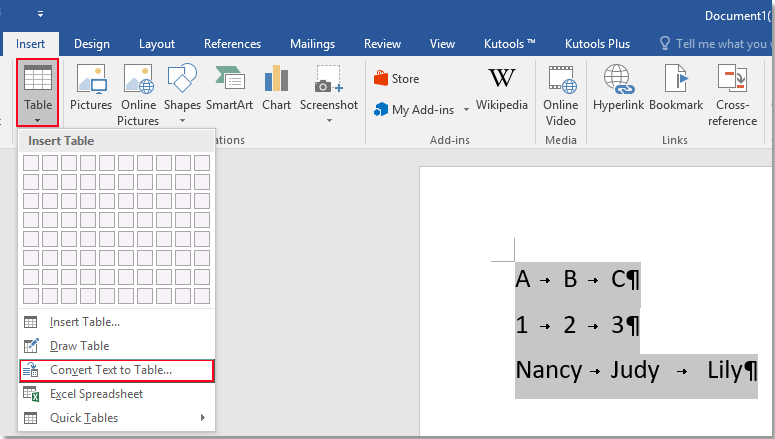 Document1(
Insert Design Layout References Mailings Review View Kutools ™ Kutools Plus Tell me what you v
Table Pictures Online Pictures Shapes SmartArt Chart Screenshot Store My Add-ins Wikipedia Online Video Hyperlink Bookmark Cross-reference
ations Add-ins Media Links
Insert Table
Insert Table...
Draw Table
Convert Text to Table...
Excel Spreadsheet
Quick Tables
A → B → C¶
1 → 2 → 3¶
Nancy → Judy → Lily¶